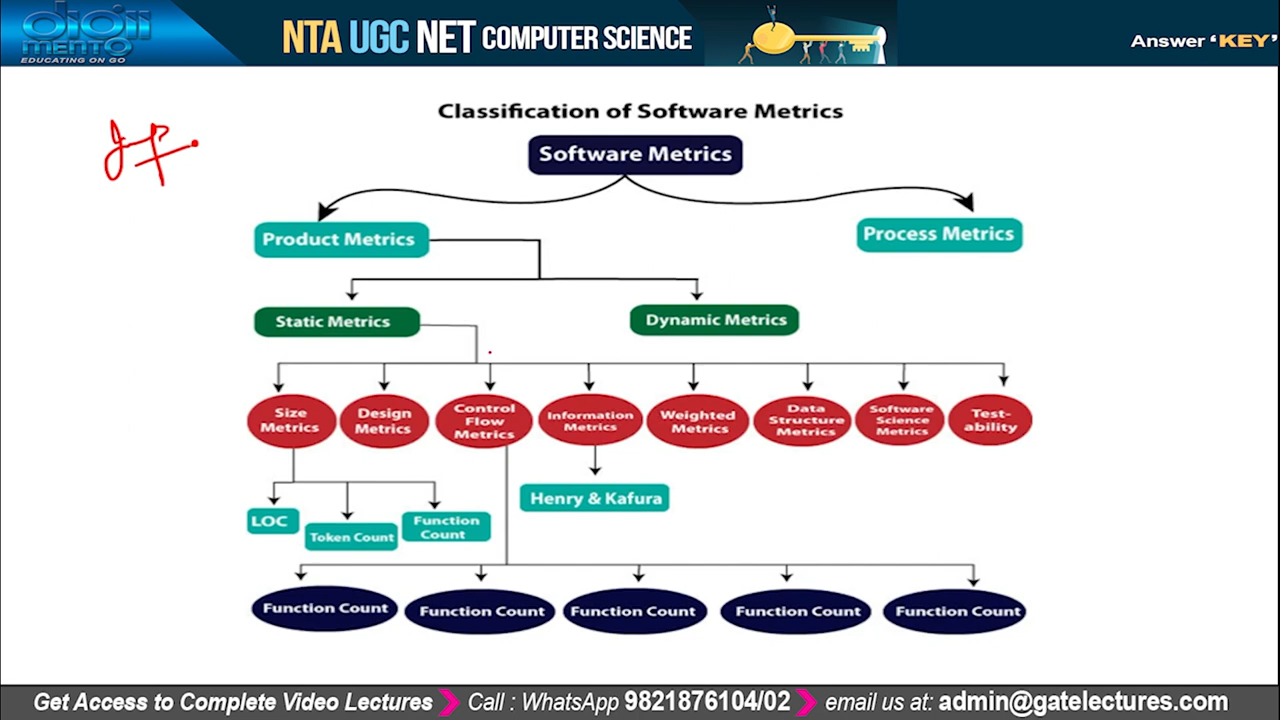 digii
MENTO
EDUCATING ON GO
NTA UGC NET COMPUTER SCIENCE
Answer ‘KEY’
Classification of Software Metrics
Software Metrics
Product Metrics
Process Metrics
Static Metrics
Dynamic Metrics
Size
Metrics
Design
Metrics
Control
Flow
Metrics
Information
Metrics
Weighted
Metrics
Data
Structure
Metrics
Software
Science
Metrics
Test-
ability
Henry & Kafura
LOC
Token Count
Function
Count
Function Count
Function Count
Function Count
Function Count
Function Count
Get Access to Complete Video Lectures
Call : WhatsApp 9821876104/02
email us at: admin@gatelectures.com